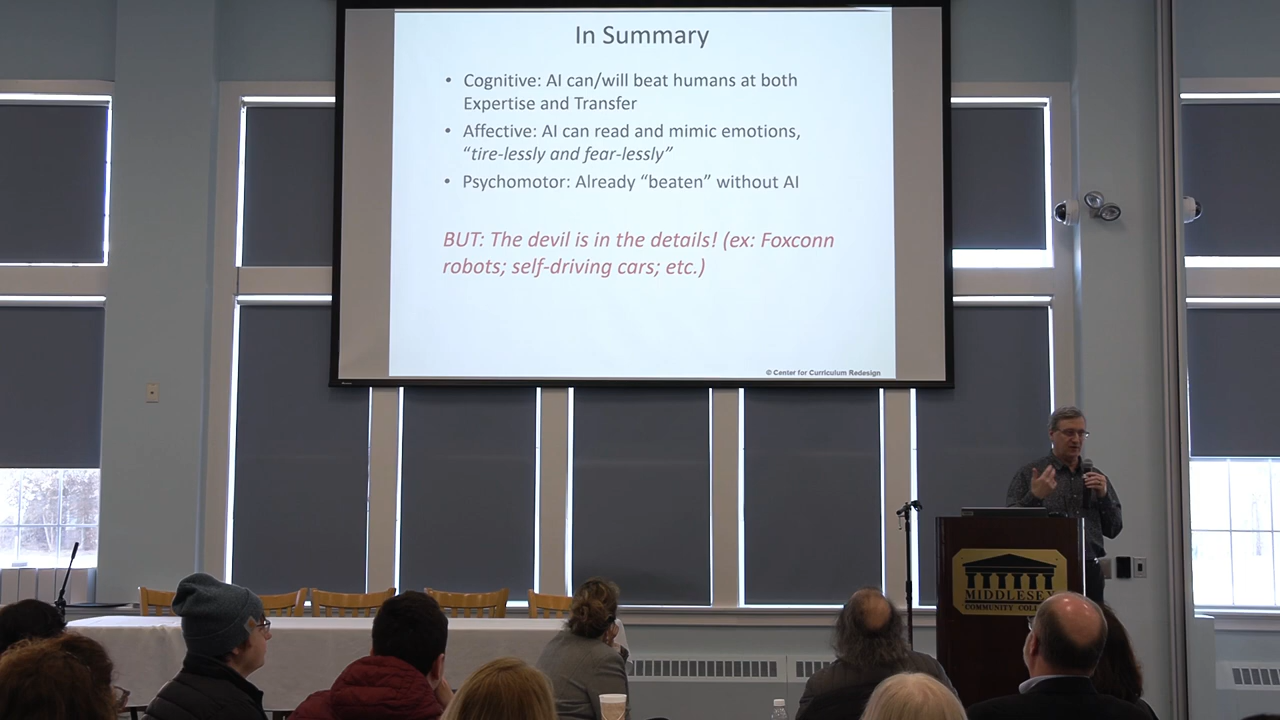 In Summary
• Cognitive: AI can/will beat humans at both
Expertise and Transfer
• Affective: AI can read and mimic emotions,
“tire-lessly and fear-lessly”
• Psychomotor: Already “beaten” without AI
BUT: The devil is in the details! (ex: Foxconn
robots; self-driving cars; etc.)
© Center for Curriculum Redesign
MIDDLESEX
COMMUNITY